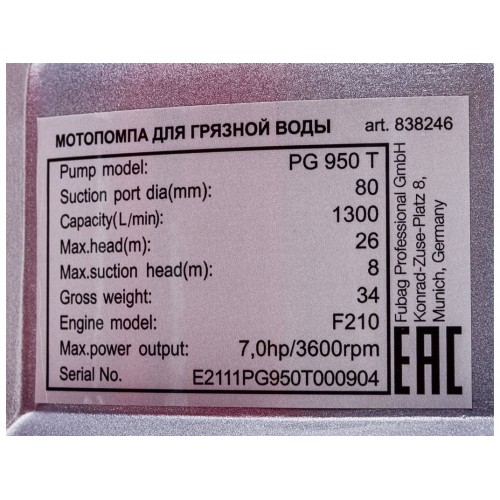 МОТОПОМПА ДЛЯ ГРЯЗНОЙ ВОДЫ art. 838246
Pump model: PG 950 T
Suction port dia(mm): 80
Capacity(L/min): 1300
Max.head(m): 26
Max.suction head(m): 8
Gross weight: 34
Engine model: F210
Max.power output: 7,0hp/3600rpm
Serial No. E2111PG950T000904
Fubag Professional GmbH
Konrad-Zuse-Platz 8,
Munich, Germany
EAC